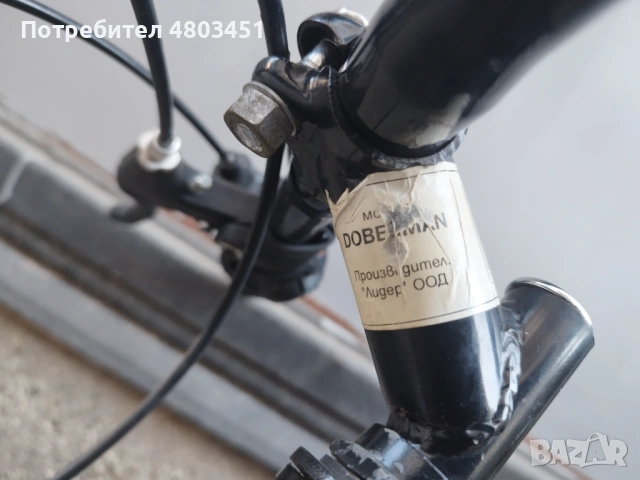 Потребител 4803451
DOBERMAN
Производител
"Лидер" ООД
BAZAR